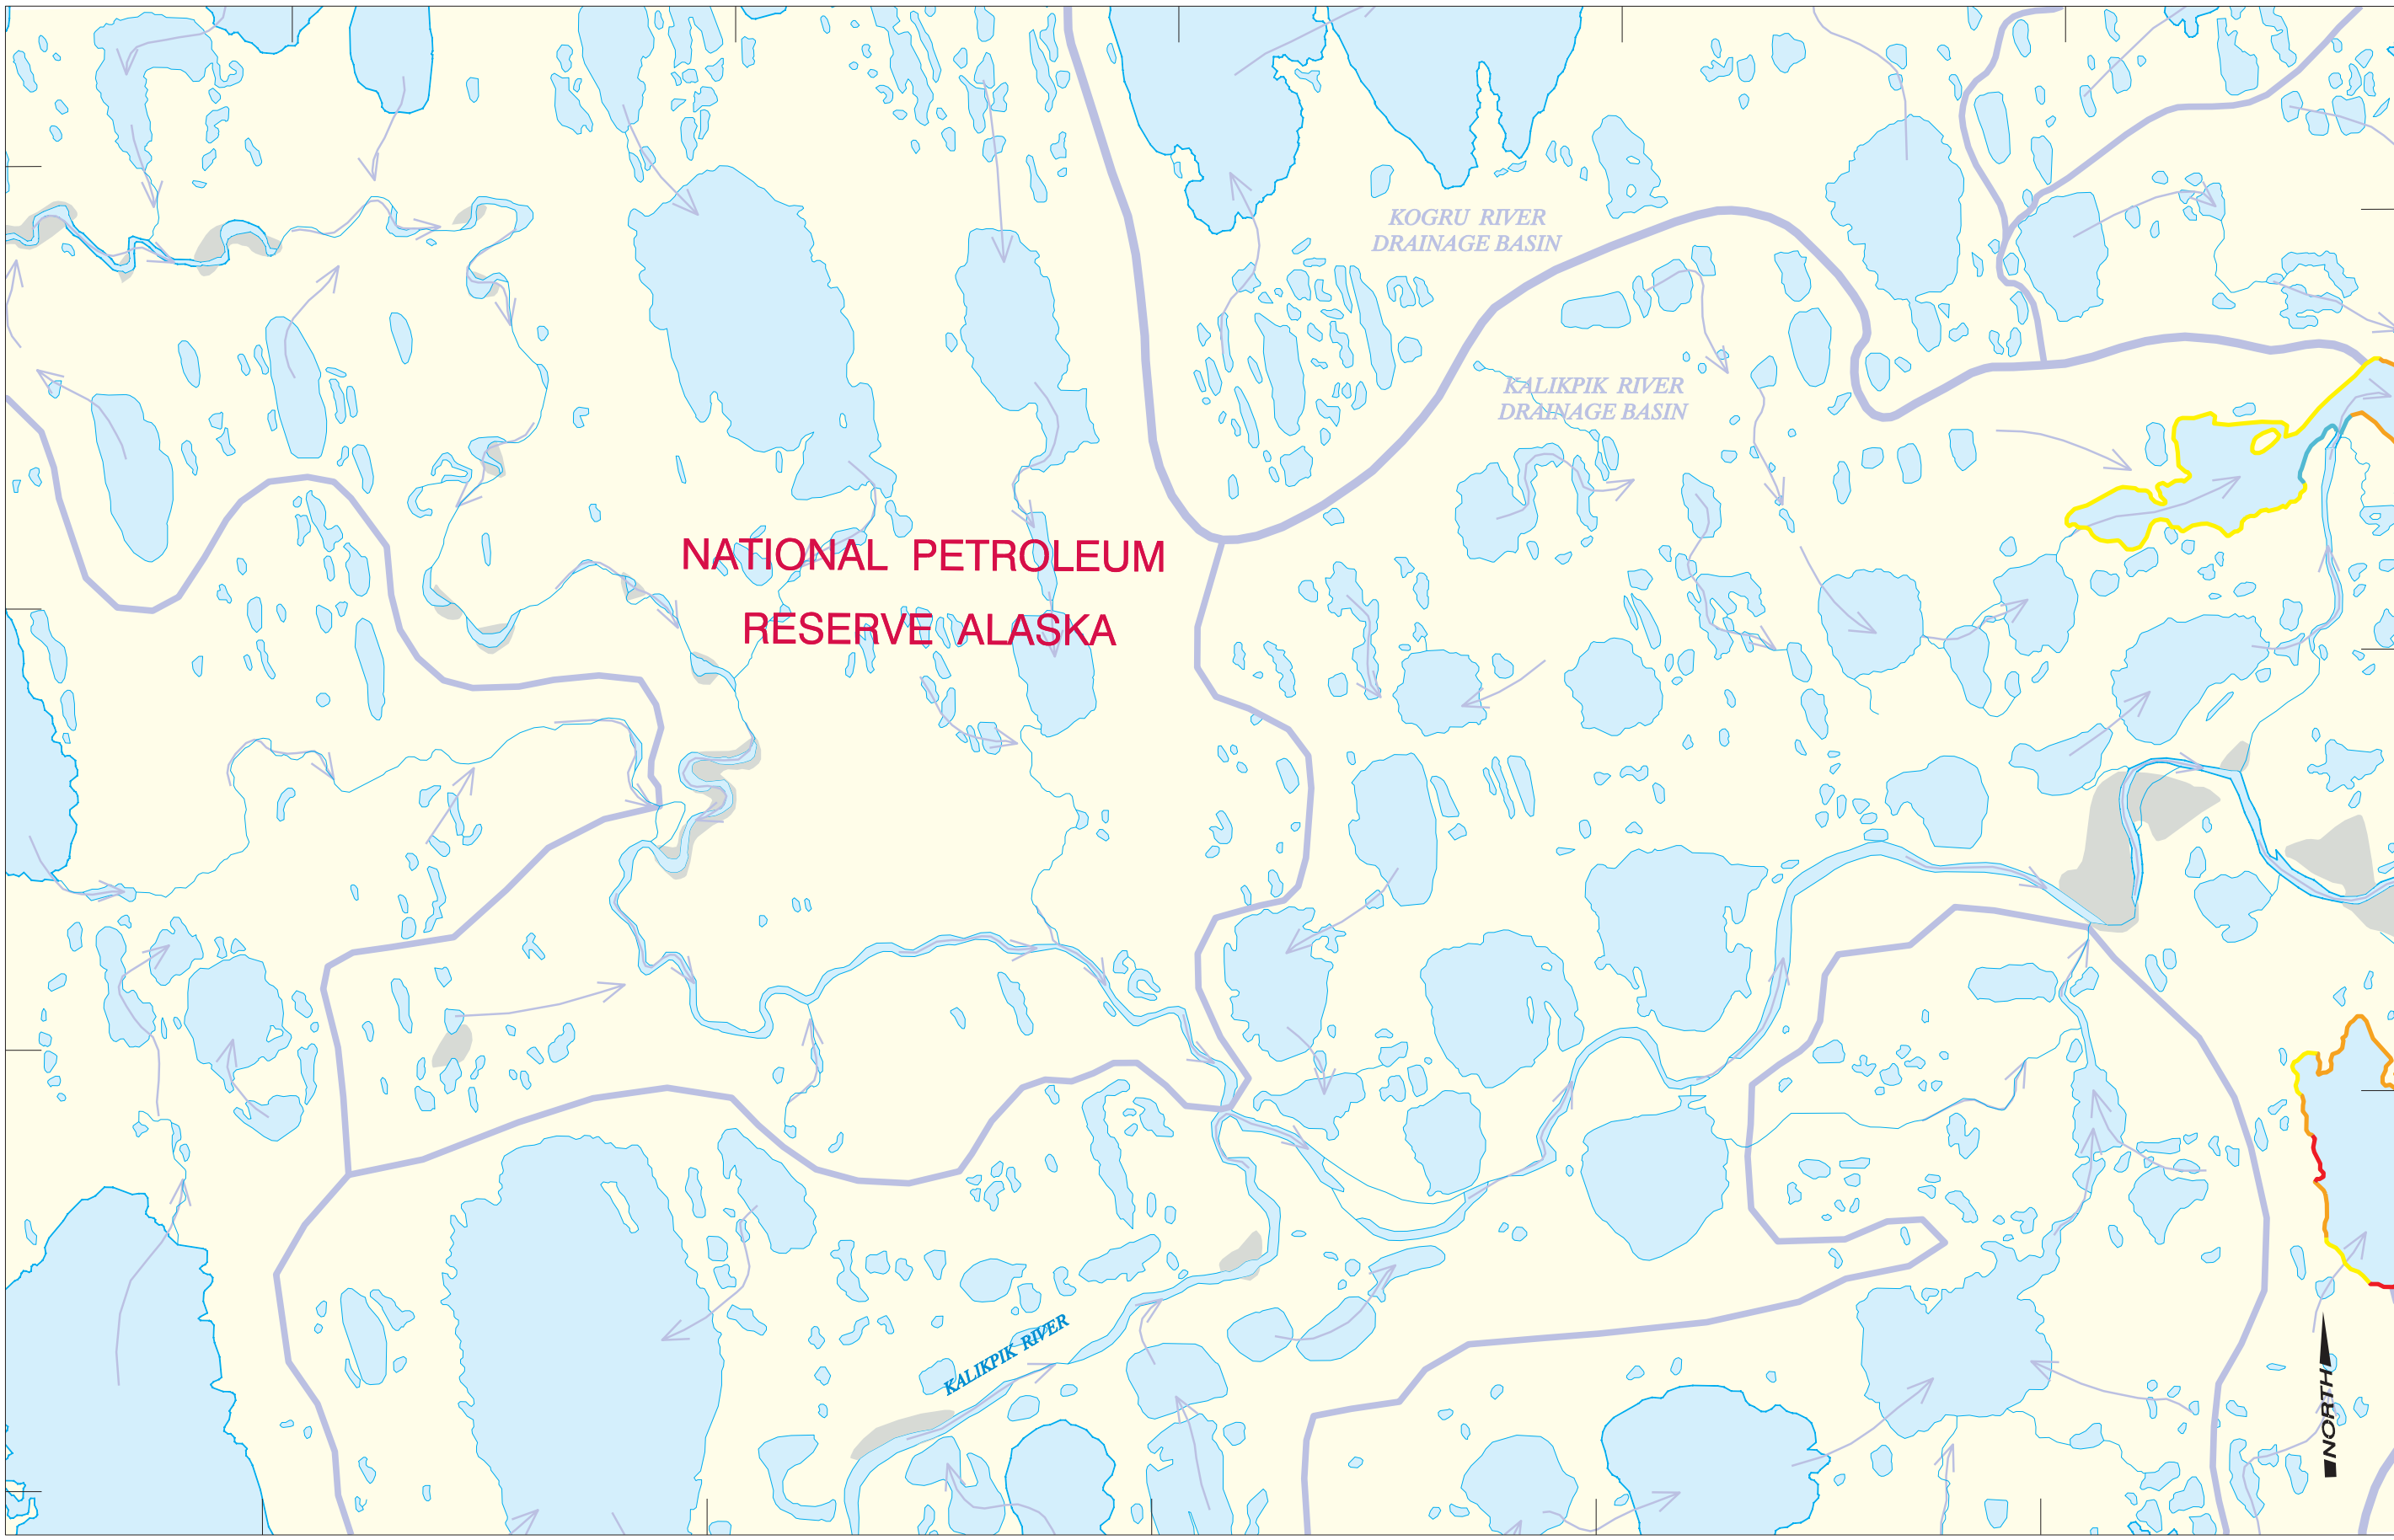 KOGRU RIVER
DRAINAGE BASIN
KALIKPIK RIVER
DRAINAGE BASIN
NATIONAL PETROLEUM
RESERVE ALASKA
KALIKPIK RIVER
NORTH